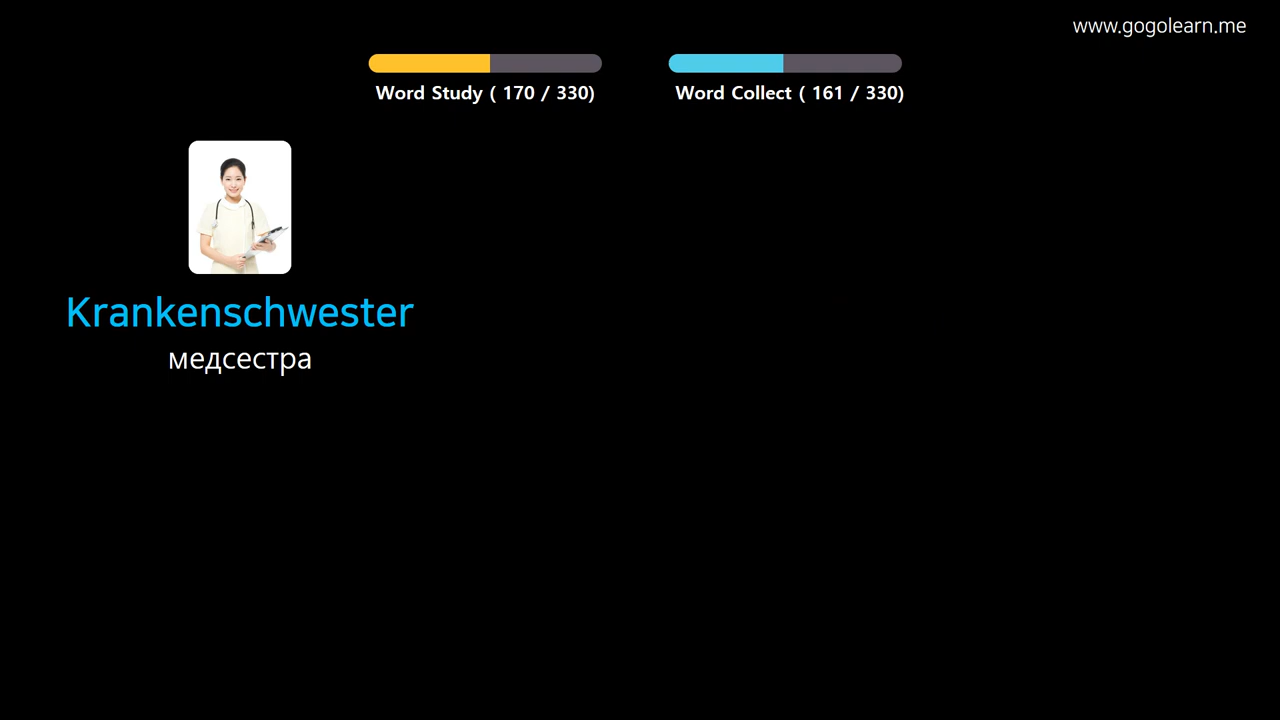 www.gogolearn.me
Word Study ( 170 / 330)
Word Collect ( 161 / 330)
Krankenschwester
медсестра